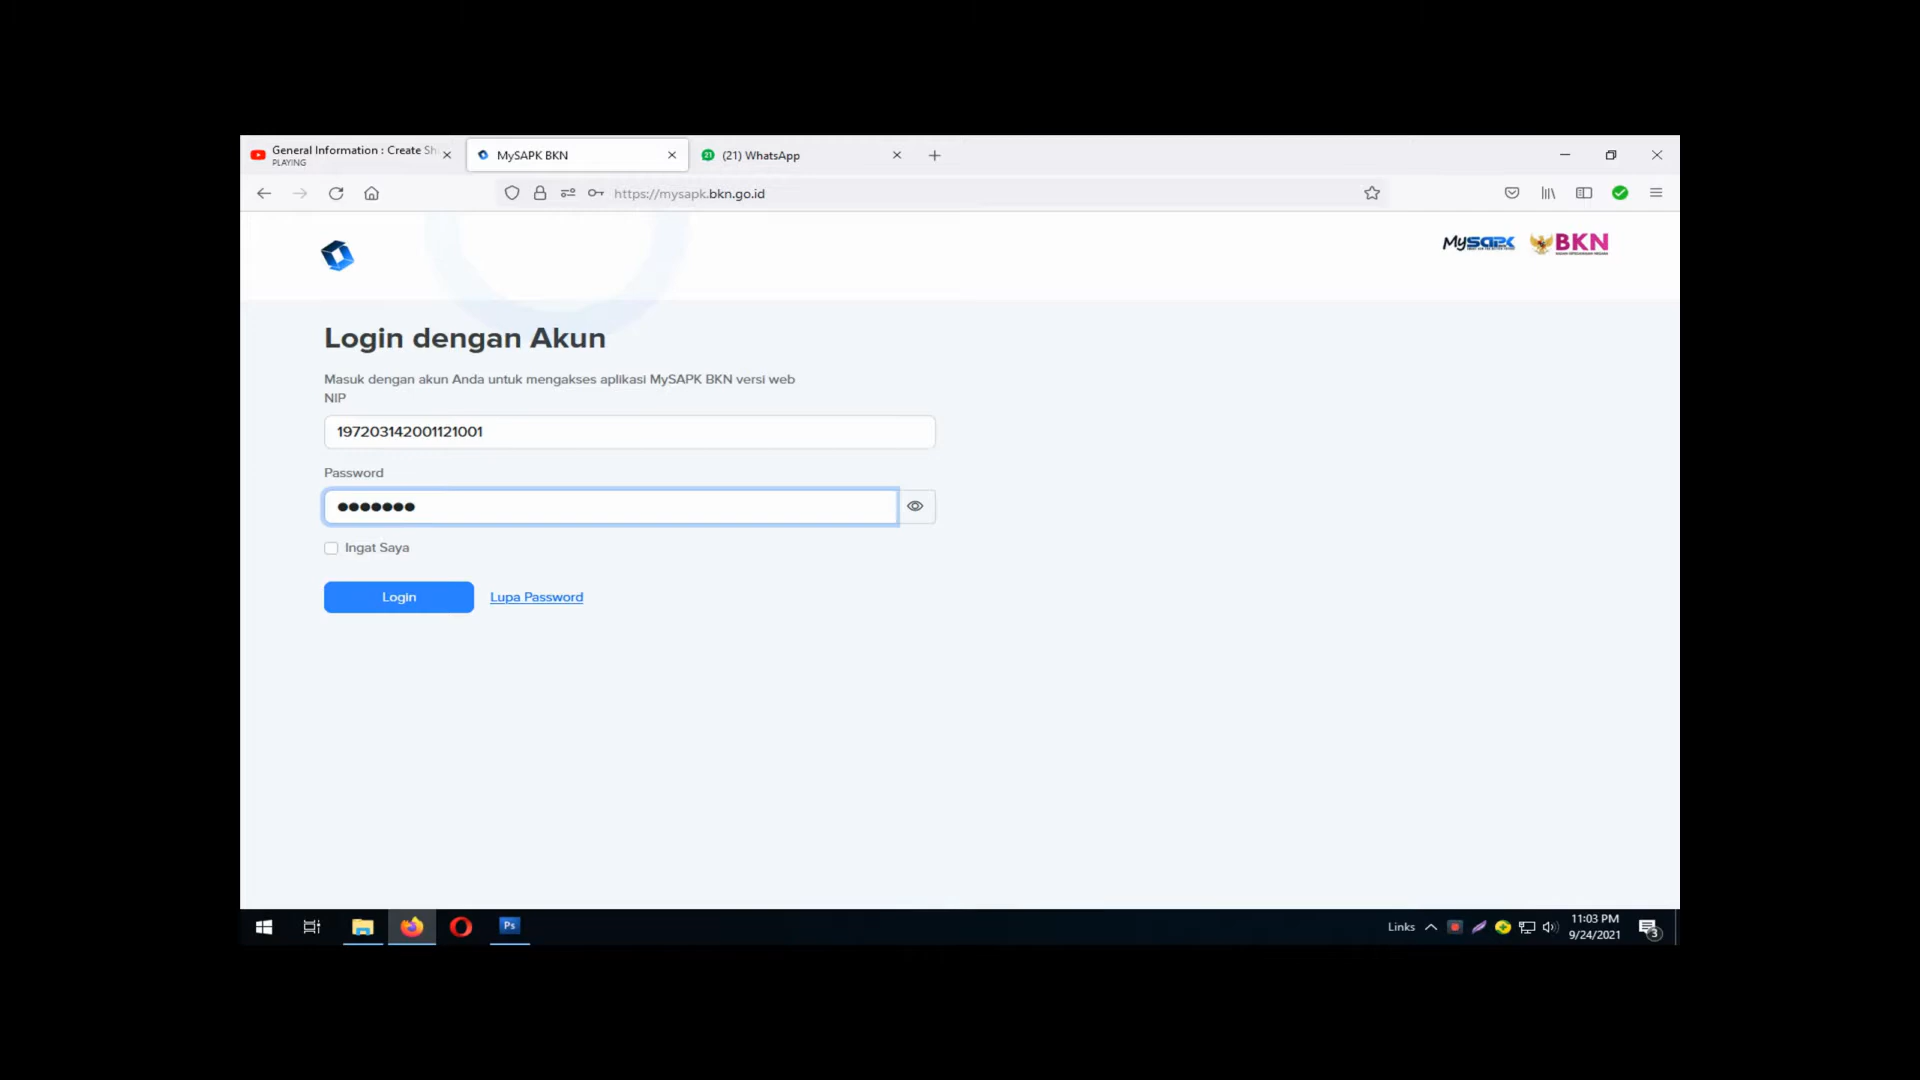 General Information : Create Sh
PLAYING
MySAPK BKN
(21) WhatsApp
https://mysapk.bkn.go.id
MySAPK
BKN
Login dengan Akun
Masuk dengan akun Anda untuk mengakses aplikasi MySAPK BKN versi web
NIP
197203142001121001
Password
●●●●●●●
Ingat Saya
Login
Lupa Password
Ps
Links
11:03 PM
9/24/2021
3